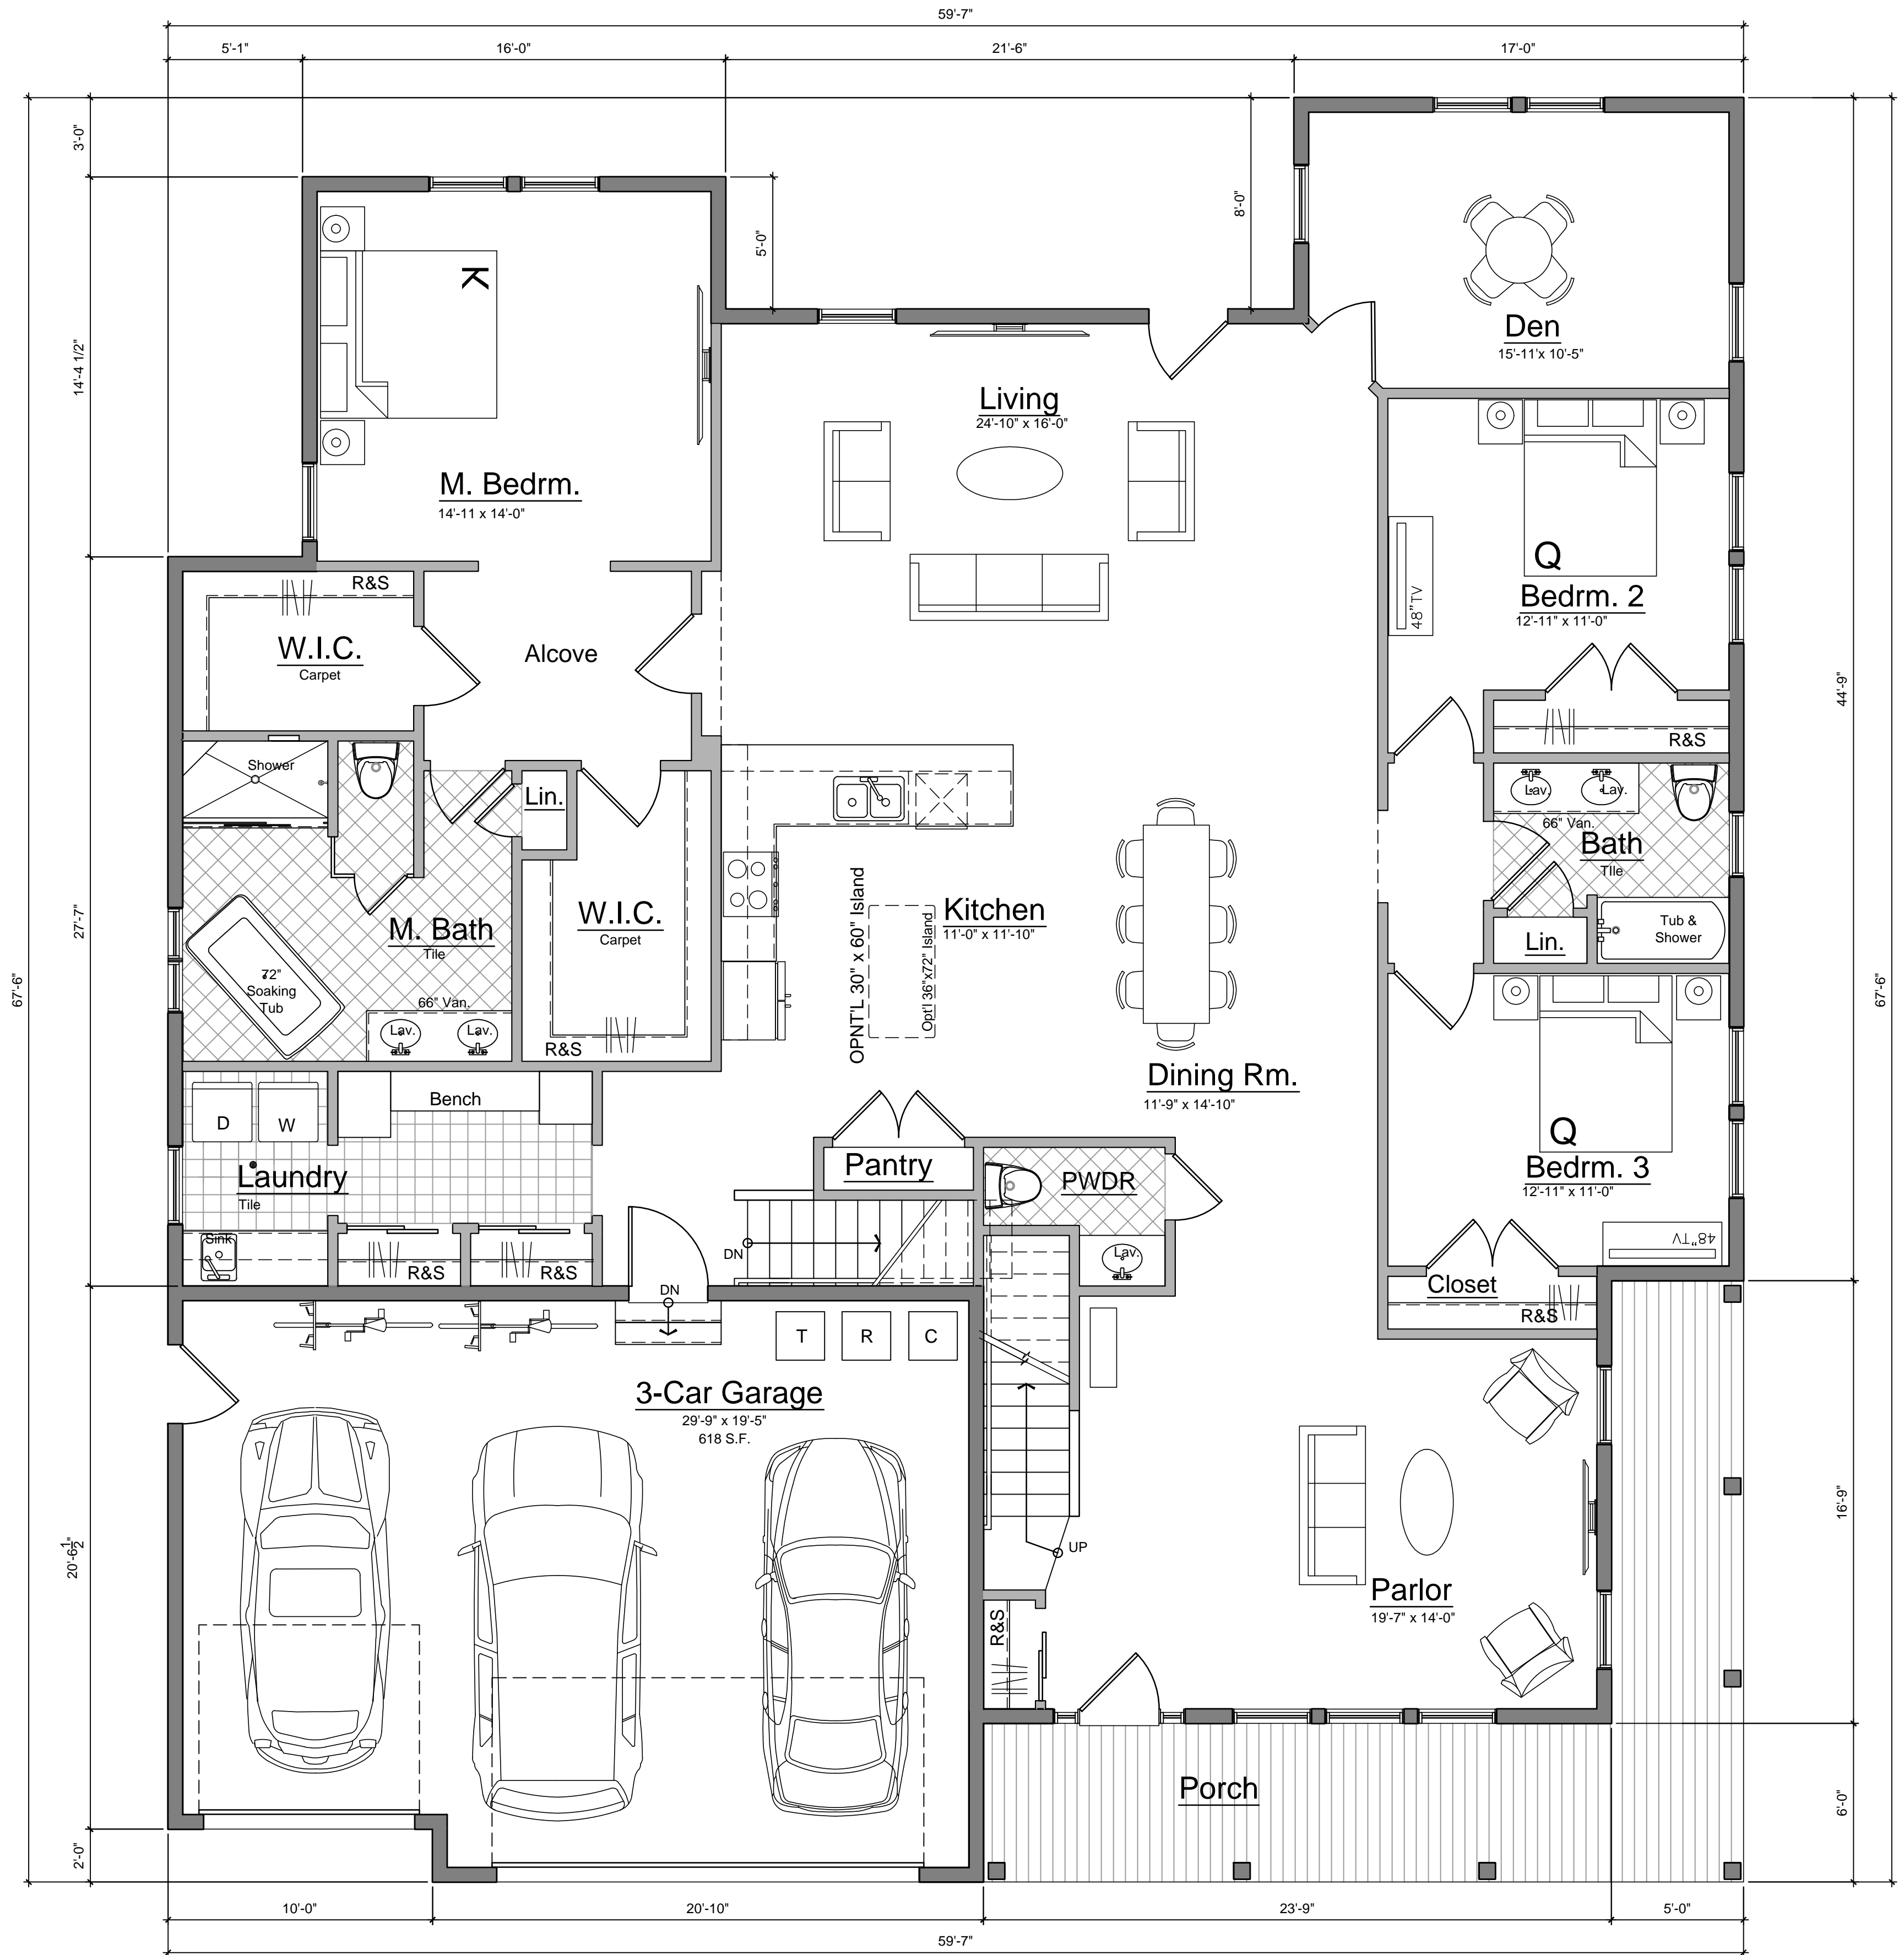 59'-7"
5'-1"
16'-0"
21'-6"
17'-0"
3'-0"
8'-0"
5'-0"
14'-4 1/2"
K
Den
15'-11'x 10'-5"
Living
24'-10" x 16'-0"
M. Bedrm.
14'-11 x 14'-0"
Q
Bedrm. 2
12'-11" x 11'-0"
48"TV
R&S
W.I.C.
Carpet
Alcove
44'-9"
R&S
Shower
Lin.
Lav.
Lav.
66" Van.
Bath
TIle
Tub &
Shower
Lin.
27'-7"
67'-6"
67'-6"
M. Bath
Tile
W.I.C.
Carpet
OPNT'L 30" x 60" Island
Opt'l 36"x72" Island
Kitchen
11'-0" x 11'-10"
72"
Soaking
Tub
66" Van.
Lav.
Lav.
R&S
Dining Rm.
11'-9" x 14'-10"
D
W
Bench
Laundry
Tile
Pantry
PWDR
Q
Bedrm. 3
12'-11" x 11'-0"
48"TV
Sink
R&S
R&S
DN
Lav.
DN
Closet
R&S
T
R
C
3-Car Garage
29'-9" x 19'-5"
618 S.F.
16'-9"
20'-6 1/2"
UP
Parlor
19'-7" x 14'-0"
R&S
Porch
6'-0"
2'-0"
10'-0"
20'-10"
23'-9"
5'-0"
59'-7"